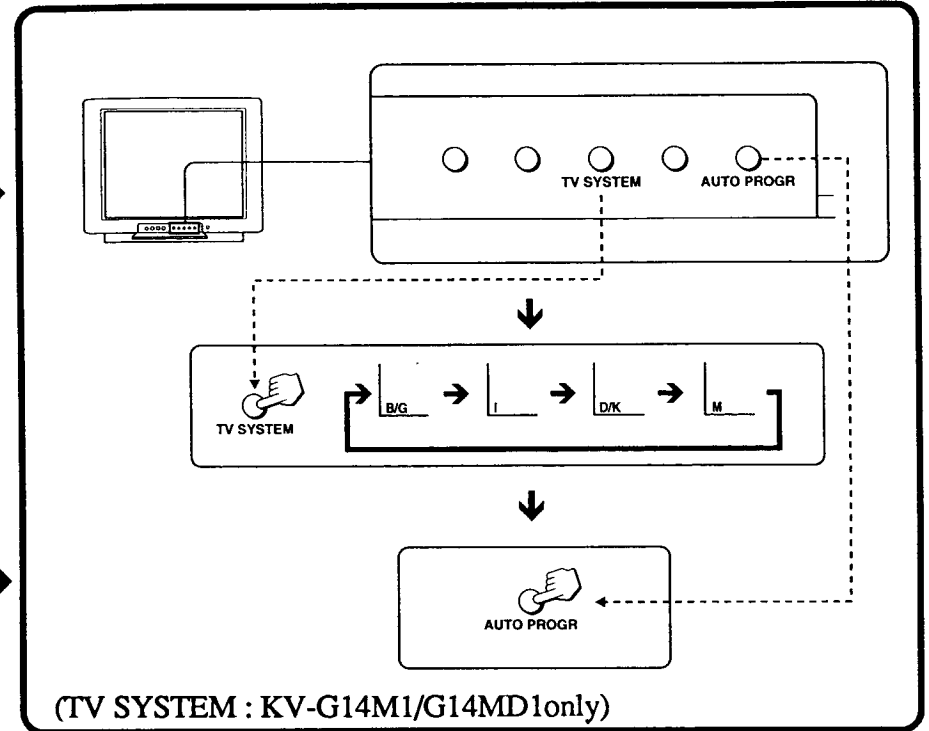 TV SYSTEM AUTO PROGR
TV SYSTEM B/G I D/K M
AUTO PROGR
(TV SYSTEM : KV-G14M1/G14MD1only)